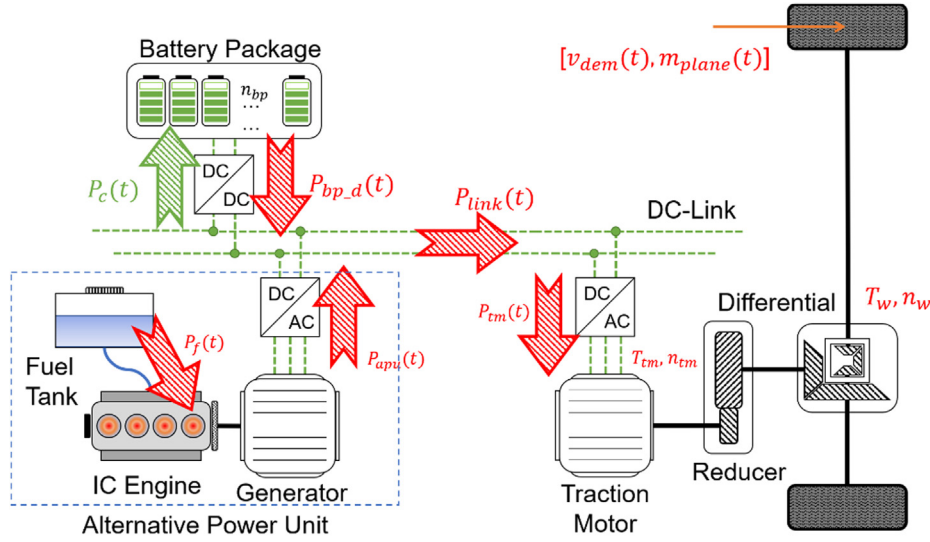 Battery Package
n_bp
...
...
[v_dem(t), m_plane(t)]
DC
DC
P_c(t)
P_bp_d(t)
P_link(t)
DC-Link
DC
AC
P_f(t)
P_apu(t)
Fuel
Tank
IC Engine
Generator
Alternative Power Unit
P_tm(t)
DC
AC
T_tm, n_tm
Traction
Motor
Reducer
Differential
T_w, n_w